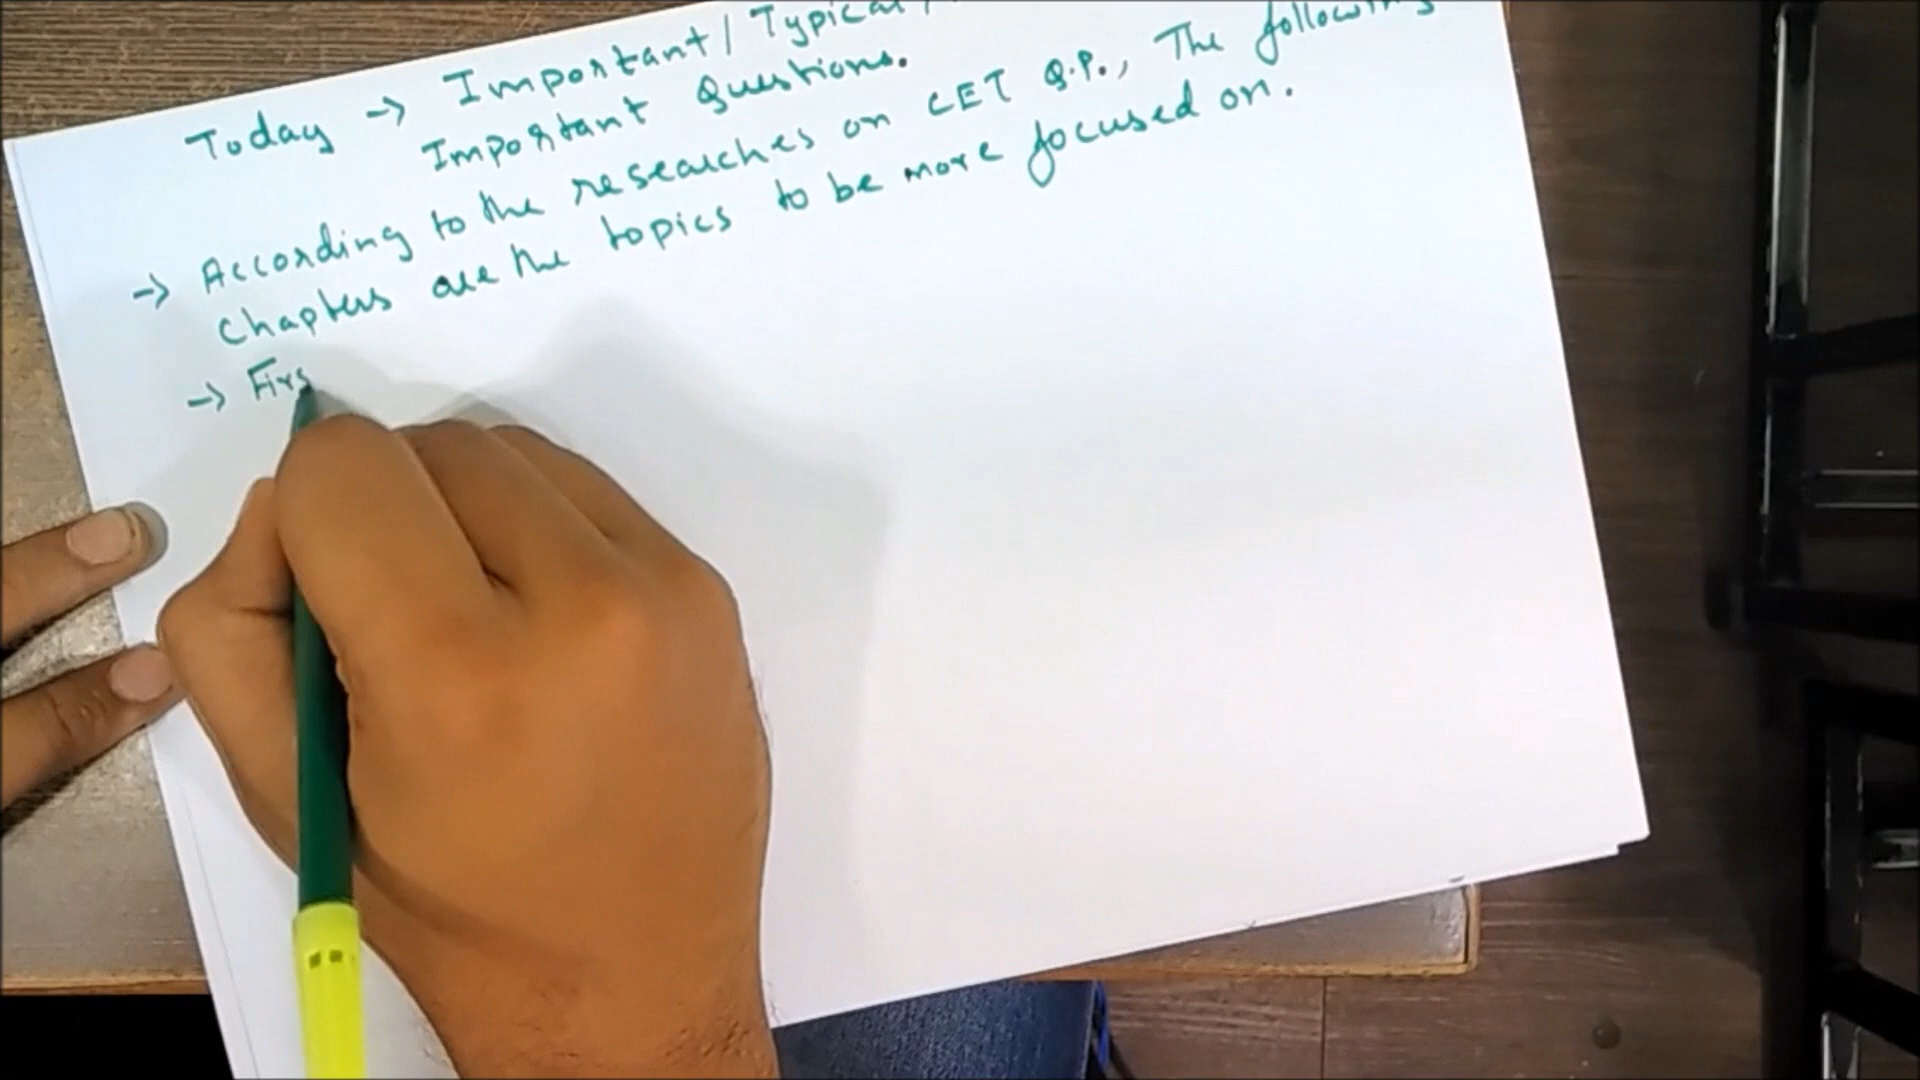 Today → Important / Typical /
Important Questions.
→ According to the researches on CET Q.P., The following
Chapters are the topics to be more focused on.
→ Firs